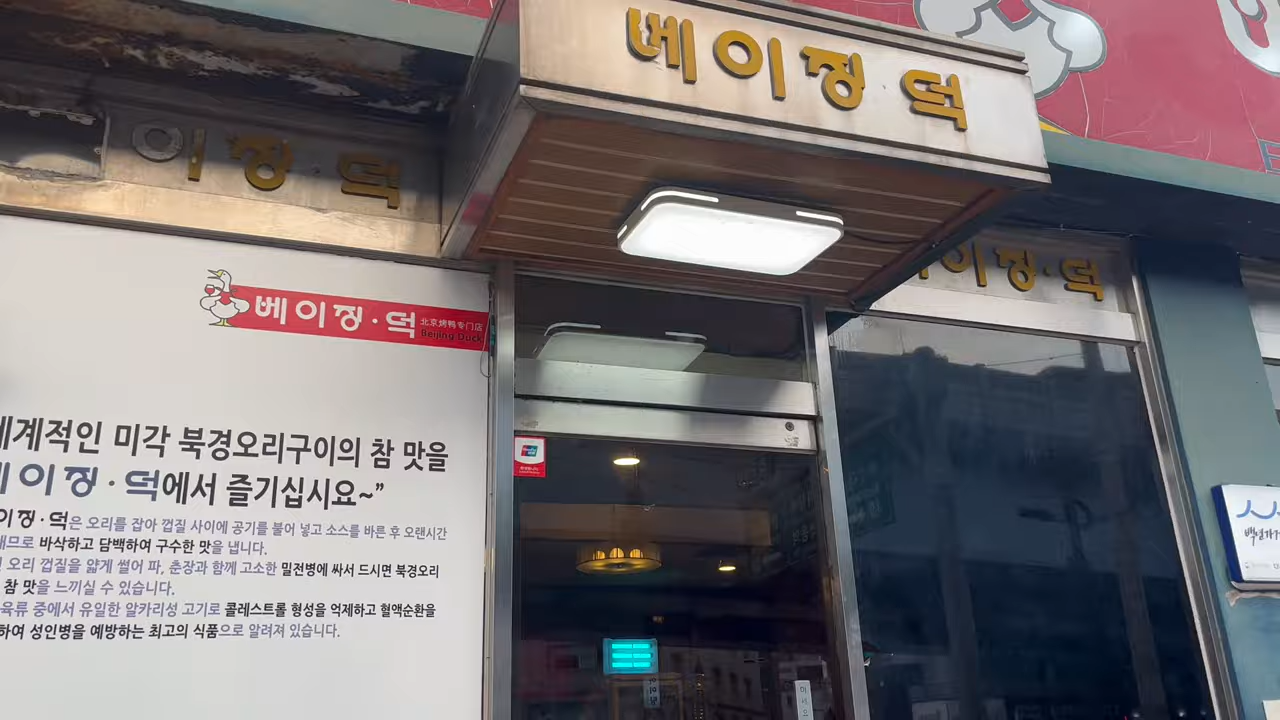 베이징 덕
이징 덕
이징·덕
베이징·덕 北京烤鸭专门店
Beijing Duck
세계적인 미각 북경오리구이의 참 맛을
이징·덕에서 즐기십시요~”
이징·덕은 오리를 잡아 껍질 사이에 공기를 불어 넣고 소스를 바른 후 오랜시간
내므로 바삭하고 담백하여 구수한 맛을 냅니다.
오리 껍질을 얇게 썰어 파, 춘장과 함께 고소한 밀전병에 싸서 드시면 북경오리
참 맛을 느끼실 수 있습니다.
육류 중에서 유일한 알카리성 고기로 콜레스트롤 형성을 억제하고 혈액순환을
하여 성인병을 예방하는 최고의 식품으로 알려져 있습니다.
백년가게